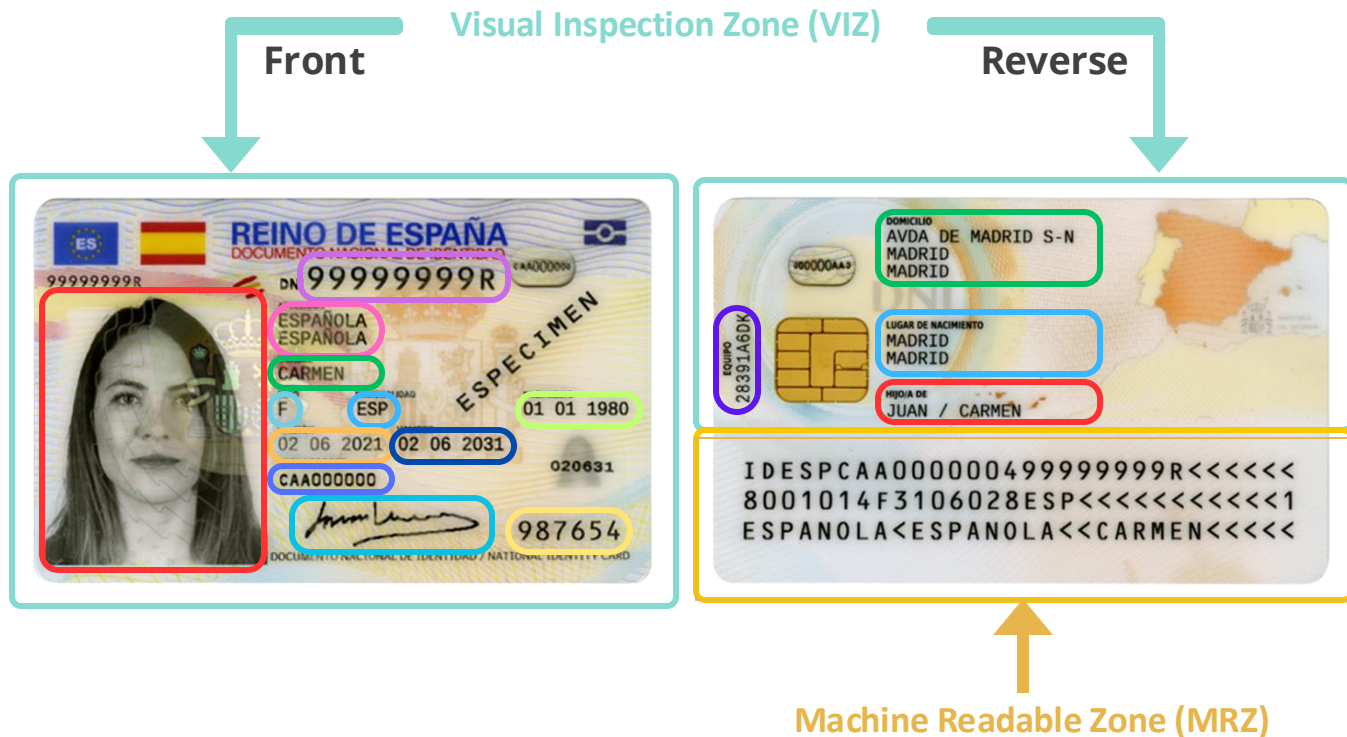 Visual Inspection Zone (VIZ)
Front
Reverse
ES
REINO DE ESPAÑA
DOCUMENTO NACIONAL DE IDENTIDAD
99999999R
DNI 99999999R
CAA000000
ESPAÑOLA
ESPAÑOLA
CARMEN
F ESP 01 01 1980
02 06 2021 02 06 2031
CAA000000
020631
987654
ESPECIMEN
DOCUMENTO NACIONAL DE IDENTIDAD / NATIONAL IDENTITY CARD
DOMICILIO
AVDA DE MADRID S-N
MADRID
MADRID
DNI
LUGAR DE NACIMIENTO
MADRID
MADRID
EQUIPO
28391A6DK
HIJO/A DE
JUAN / CARMEN
IDESPCAA000000499999999R<<<<<<
8001014F3106028ESP<<<<<<<<<<<1
ESPANOLA<ESPANOLA<<CARMEN<<<<<
Machine Readable Zone (MRZ)